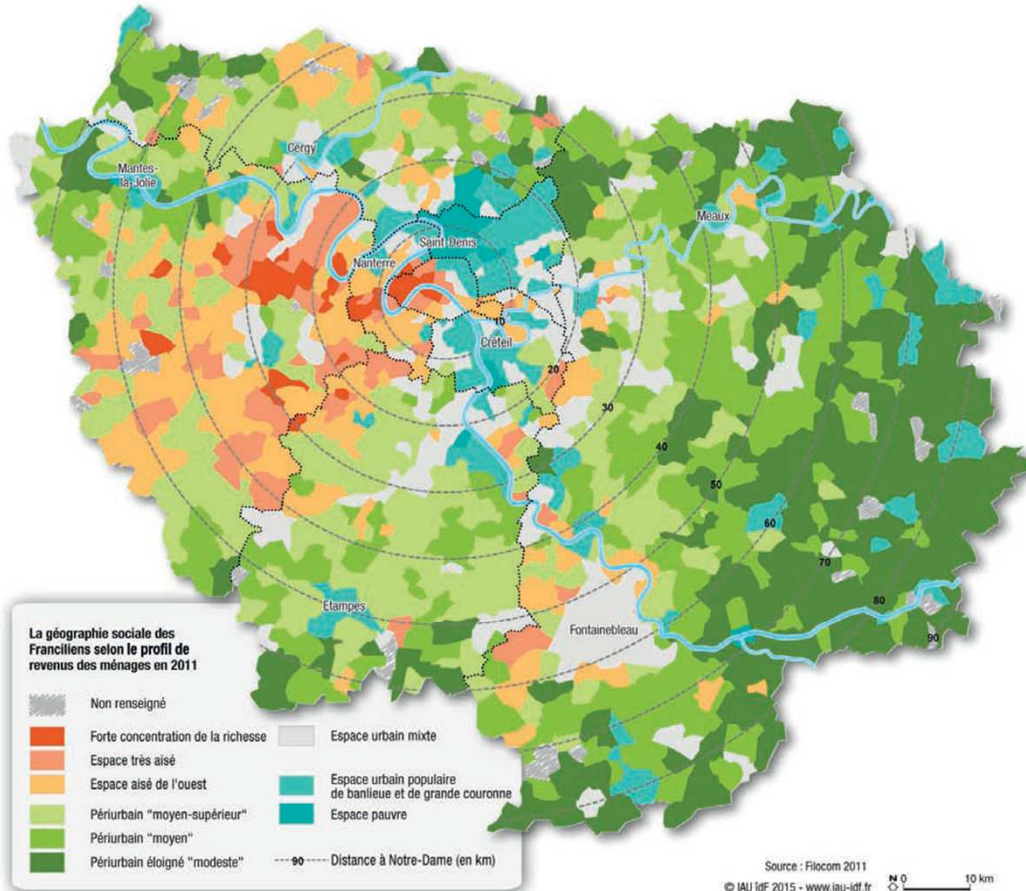 Cergy
Mantes-
la-Jolie
Meaux
Saint-Denis
Nanterre
10
Créteil
20
30
40
50
60
70
80
90
Etampes
Fontainebleau
La géographie sociale des
Franciliens selon le profil de
revenus des ménages en 2011
Non renseigné
Forte concentration de la richesse
Espace très aisé
Espace aisé de l'ouest
Périurbain "moyen-supérieur"
Périurbain "moyen"
Périurbain éloigné "modeste"
Espace urbain mixte
Espace urbain populaire
de banlieue et de grande couronne
Espace pauvre
90 Distance à Notre-Dame (en km)
Source : Filocom 2011
© IAU îdF 2015 - www.iau-idf.fr
N 0 10 km